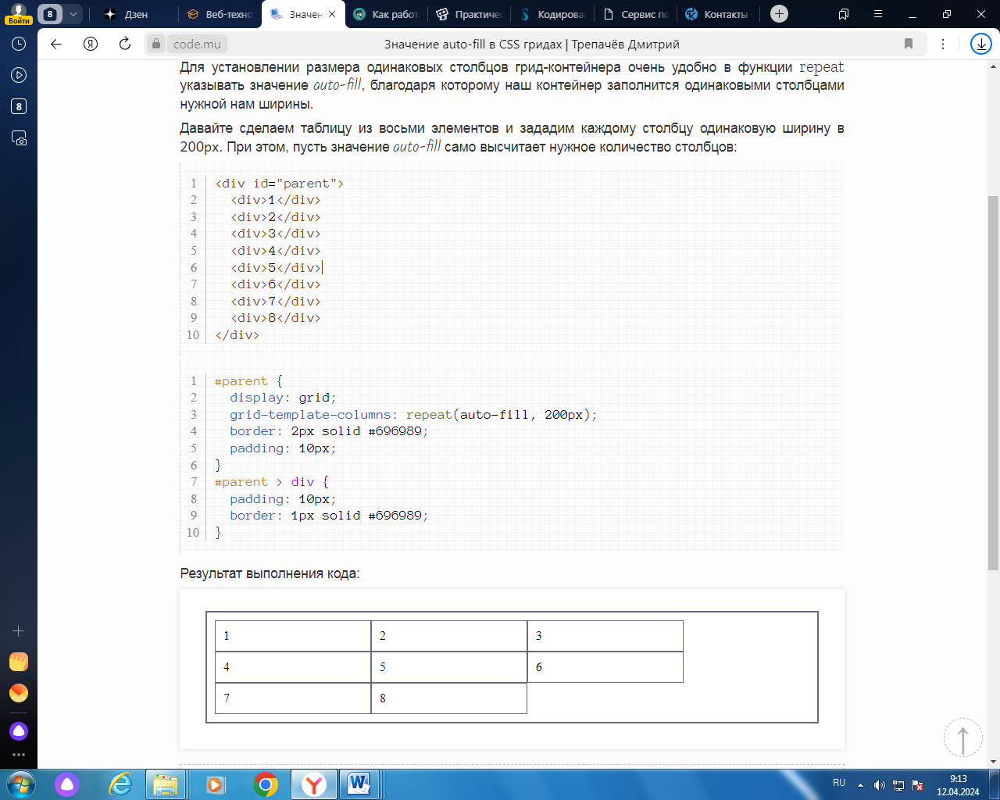 Войти
8
Дзен
Веб-техно
Значен
Как работ
Практичес
Кодирова
Сервис по
Контакты
code.mu
Значение auto-fill в CSS гридах | Трепачёв Дмитрий
8
Для установлении размера одинаковых столбцов грид-контейнера очень удобно в функции repeat
указывать значение auto-fill, благодаря которому наш контейнер заполнится одинаковыми столбцами
нужной нам ширины.
Давайте сделаем таблицу из восьми элементов и зададим каждому столбцу одинаковую ширину в
200px. При этом, пусть значение auto-fill само высчитает нужное количество столбцов:
1 <div id="parent">
2 <div>1</div>
3 <div>2</div>
4 <div>3</div>
5 <div>4</div>
6 <div>5</div>
7 <div>6</div>
8 <div>7</div>
9 <div>8</div>
10 </div>
1 #parent {
2 display: grid;
3 grid-template-columns: repeat(auto-fill, 200px);
4 border: 2px solid #696989;
5 padding: 10px;
6 }
7 #parent > div {
8 padding: 10px;
9 border: 1px solid #696989;
10 }
Результат выполнения кода:
1 2 3
4 5 6
7 8
RU
9:13
12.04.2024